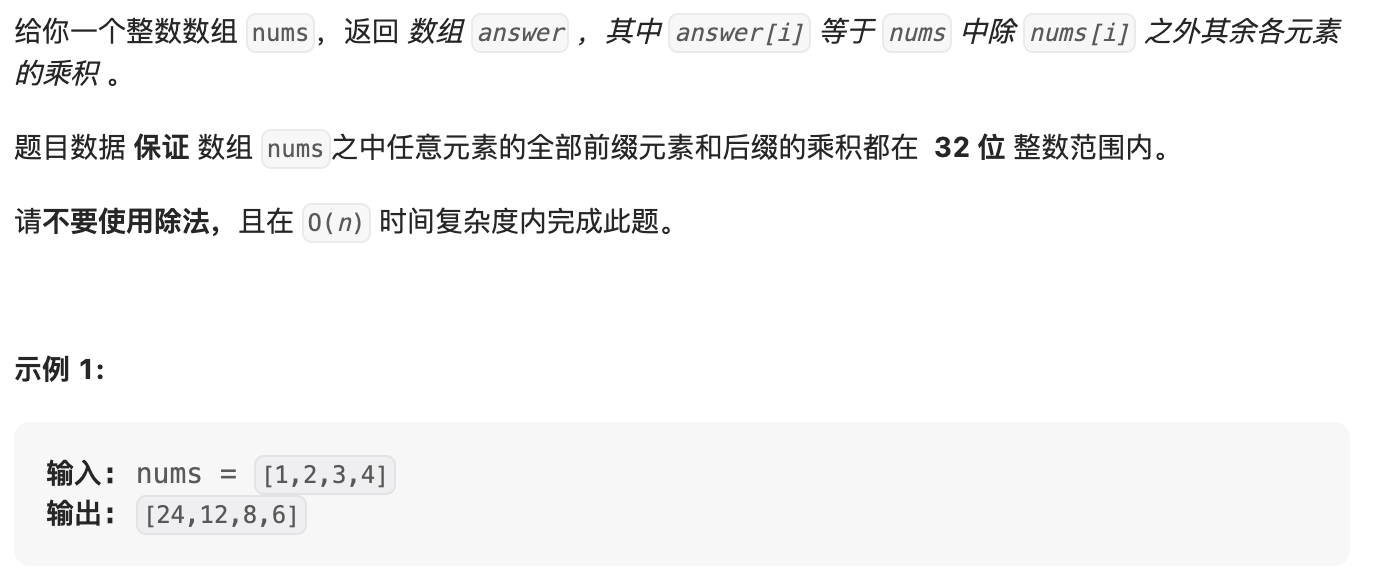 给你一个整数数组 nums，返回 数组 answer ，其中 answer[i] 等于 nums 中除 nums[i] 之外其余各元素
的乘积 。
题目数据 保证 数组 nums之中任意元素的全部前缀元素和后缀的乘积都在 32 位 整数范围内。
请不要使用除法，且在 O(n) 时间复杂度内完成此题。
示例 1:
输入: nums = [1,2,3,4]
输出: [24,12,8,6]